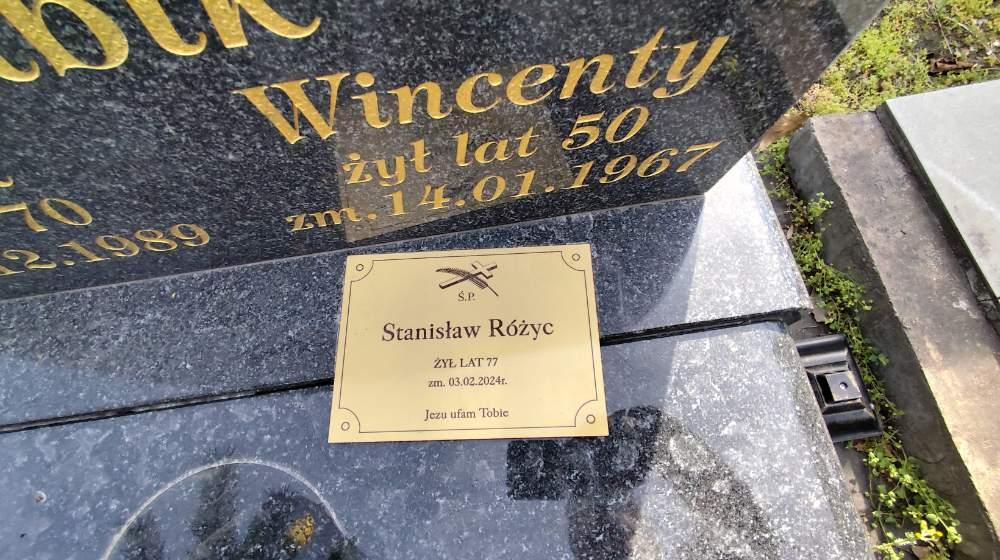 Wincenty
żył lat 50
zm.14.01.1967
70
12.1989
Ś.P.
Stanisław Różyc
ŻYŁ LAT 77
zm. 03.02.2024r.
Jezu ufam Tobie